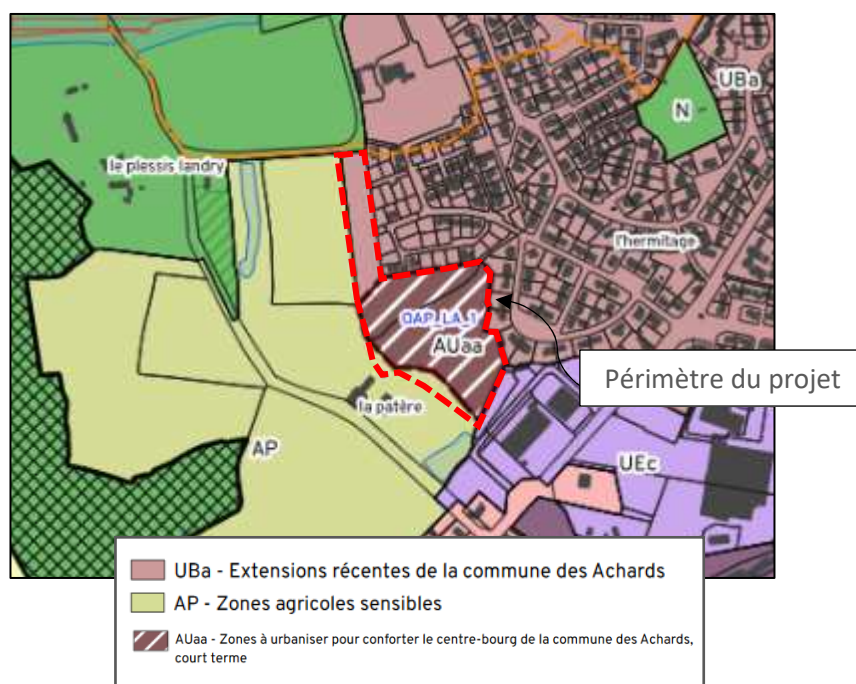 UBa
N
le plessis landry
l'hermitage
OAP_LA_1
AUaa
Périmètre du projet
la patère
AP
UEc
UBa - Extensions récentes de la commune des Achards
AP - Zones agricoles sensibles
AUaa - Zones à urbaniser pour conforter le centre-bourg de la commune des Achards,
court terme